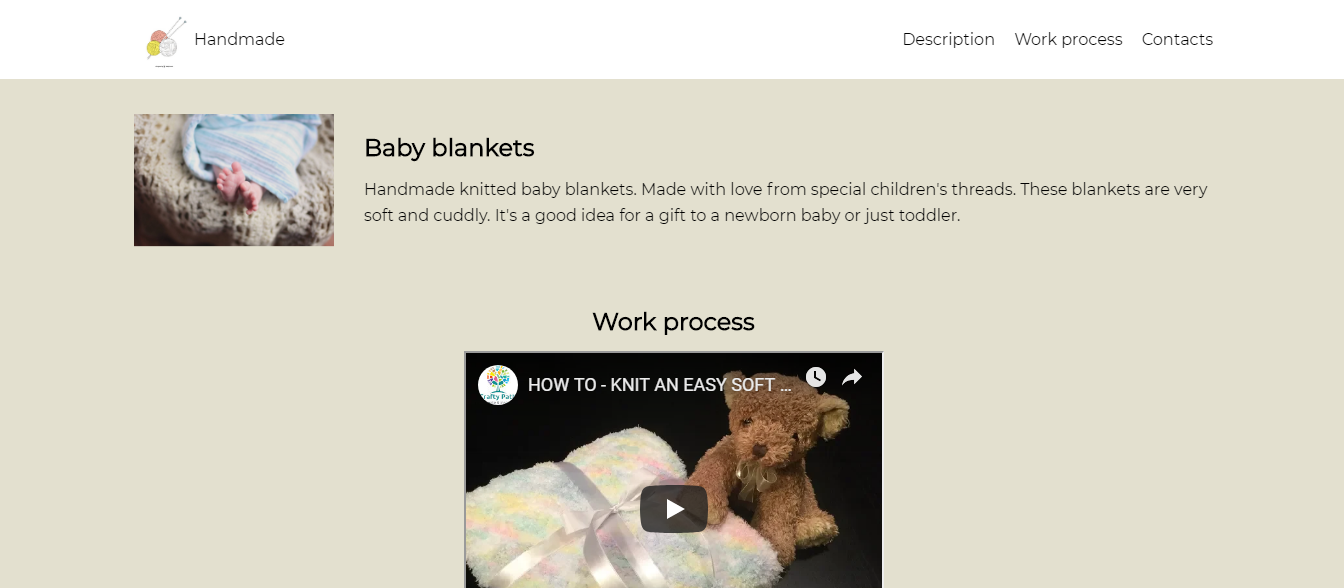 Handmade
Description
Work process
Contacts
Baby blankets
Handmade knitted baby blankets. Made with love from special children's threads. These blankets are very
soft and cuddly. It's a good idea for a gift to a newborn baby or just toddler.
Work process
HOW TO - KNIT AN EASY SOFT ...